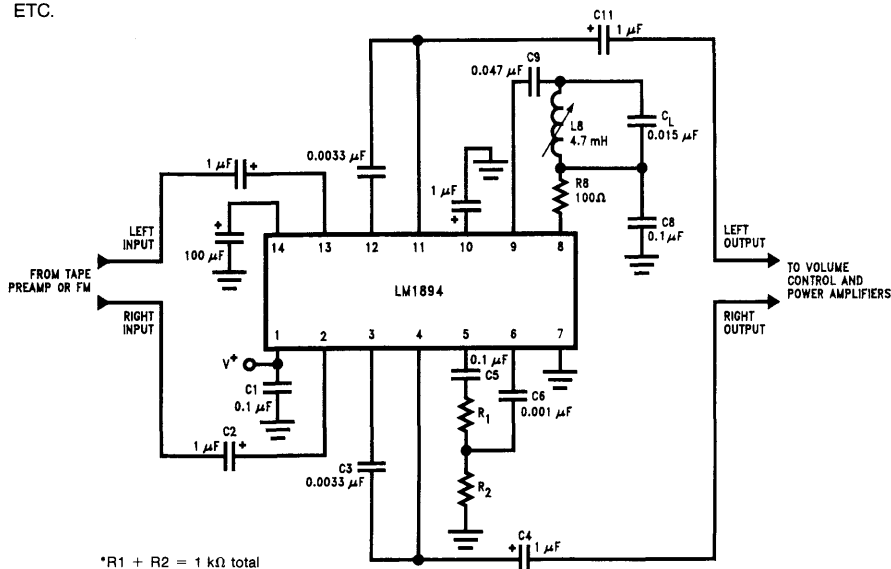 ETC.
C11
+ 1 µF
C9
0.047 µF
L8
4.7 mH
CL
0.015 µF
0.0033 µF
1 µF +
1 µF
+
R8
100Ω
C8
0.1µF
+
100 µF
14 13 12 11 10 9 8
LEFT
INPUT
LEFT
OUTPUT
FROM TAPE
PREAMP OR FM
LM1894
TO VOLUME
CONTROL AND
POWER AMPLIFIERS
RIGHT
INPUT
RIGHT
OUTPUT
1 2 3 4 5 6 7
V+
C1
0.1 µF
0.1 µF
C5
C6
0.001 µF
R1
C2
1 µF +
C3
0.0033 µF
R2
C4
+ 1 µF
*R1 + R2 = 1 kΩ total